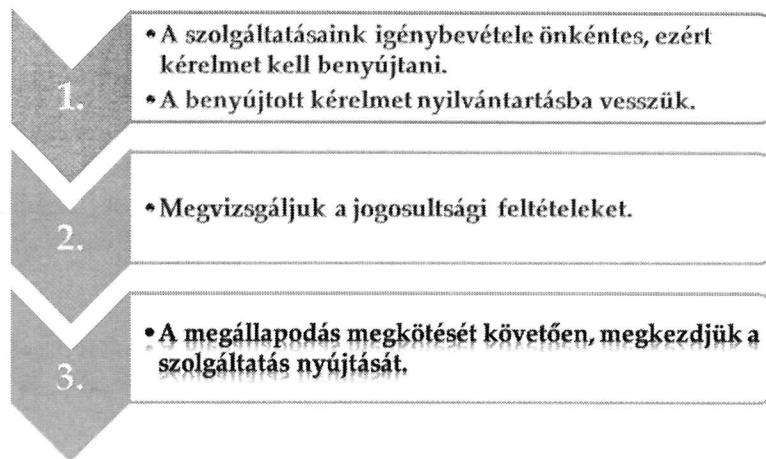 1.
• A szolgáltatásaink igénybevétele önkéntes, ezért
kérelmet kell benyújtani.
• A benyújtott kérelmet nyilvántartásba vesszük.
2.
• Megvizsgáljuk a jogosultsági feltételeket.
3.
• A megállapodás megkötését követően, megkezdjük a
szolgáltatás nyújtását.